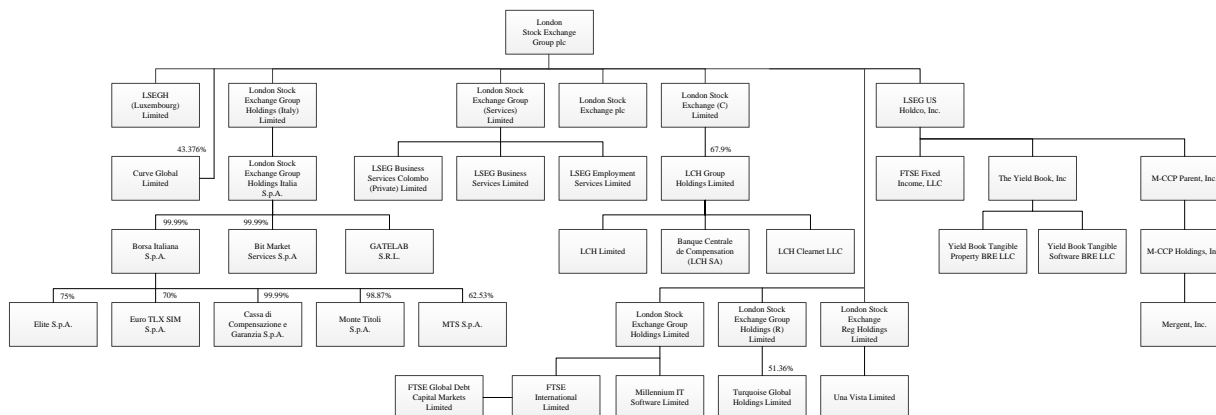 London
Stock Exchange
Group plc
LSEGH
(Luxembourg)
Limited
London Stock
Exchange Group
Holdings (Italy)
Limited
London Stock
Exchange Group
(Services)
Limited
London Stock
Exchange plc
London Stock
Exchange (C)
Limited
LSEG US
Holdco, Inc.
43.376%
67.9%
Curve Global
Limited
London Stock
Exchange Group
Holdings Italia
S.p.A.
LSEG Business
Services Colombo
(Private) Limited
LSEG Business
Services Limited
LSEG Employment
Services Limited
LCH Group
Holdings Limited
FTSE Fixed
Income, LLC
The Yield Book, Inc
M-CCP Parent, Inc
99.99%
99.99%
Borsa Italiana
S.p.A.
Bit Market
Services S.p.A
GATELAB
S.R.L.
LCH Limited
Banque Centrale
de Compensation
(LCH SA)
LCH Clearnet LLC
Yield Book Tangible
Property BRE LLC
Yield Book Tangible
Software BRE LLC
M-CCP Holdings, In
75%
70%
99.99%
98.87%
62.53%
Elite S.p.A.
Euro TLX SIM
S.p.A.
Cassa di
Compensazione e
Garanzia S.p.A.
Monte Titoli
S.p.A.
MTS S.p.A.
London Stock
Exchange Group
Holdings Limited
London Stock
Exchange Group
Holdings (R)
Limited
London Stock
Exchange
Reg Holdings
Limited
Mergent, Inc.
51.36%
FTSE Global Debt
Capital Markets
Limited
FTSE
International
Limited
Millennium IT
Software Limited
Turquoise Global
Holdings Limited
Una Vista Limited